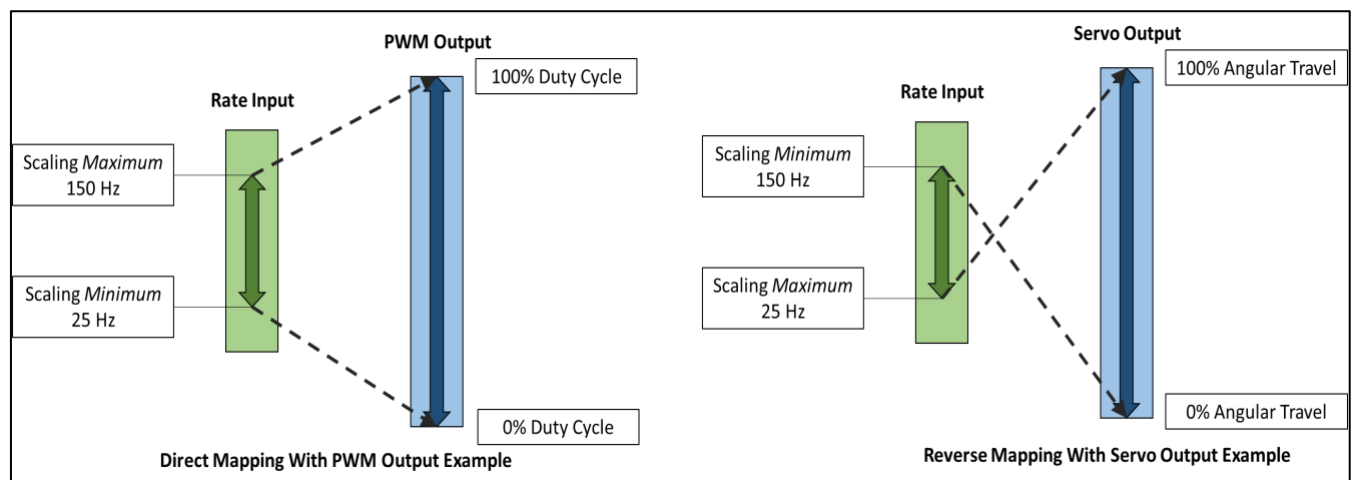 PWM Output
100% Duty Cycle
Rate Input
Scaling Maximum
150 Hz
Scaling Minimum
25 Hz
0% Duty Cycle
Direct Mapping With PWM Output Example
Servo Output
100% Angular Travel
Rate Input
Scaling Minimum
150 Hz
Scaling Maximum
25 Hz
0% Angular Travel
Reverse Mapping With Servo Output Example